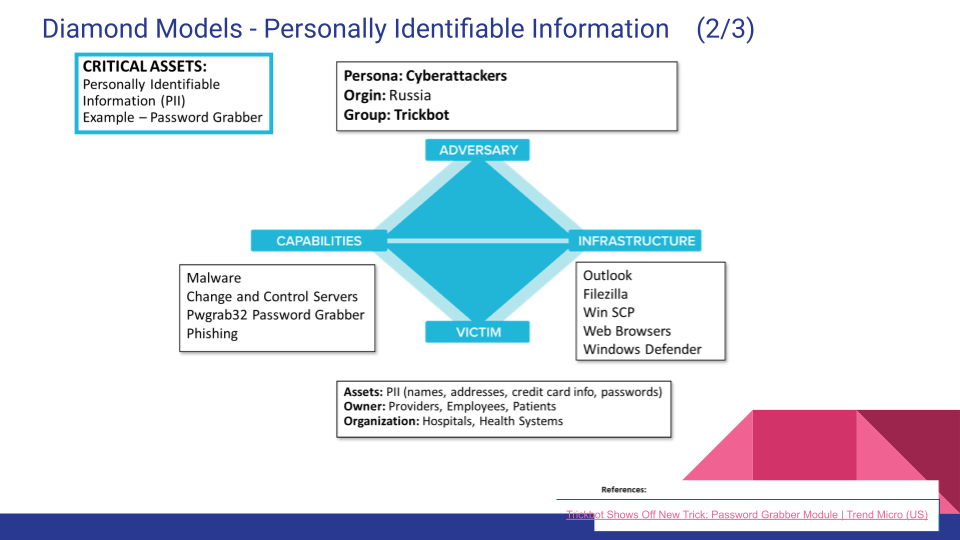 Diamond Models - Personally Identifiable Information (2/3)
CRITICAL ASSETS:
Personally Identifiable
Information (PII)
Example – Password Grabber
Persona: Cyberattackers
Orgin: Russia
Group: Trickbot
ADVERSARY
CAPABILITIES
INFRASTRUCTURE
Malware
Change and Control Servers
Pwgrab32 Password Grabber
Phishing
Outlook
Filezilla
Win SCP
Web Browsers
Windows Defender
VICTIM
Assets: PII (names, addresses, credit card info, passwords)
Owner: Providers, Employees, Patients
Organization: Hospitals, Health Systems
References:
Trickbot Shows Off New Trick: Password Grabber Module | Trend Micro (US)